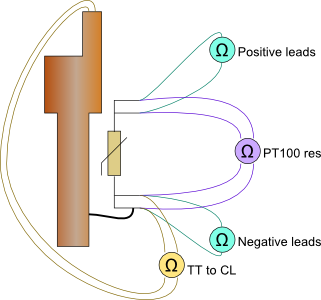 Ω Positive leads
Ω PT100 res
Ω Negative leads
Ω TT to CL